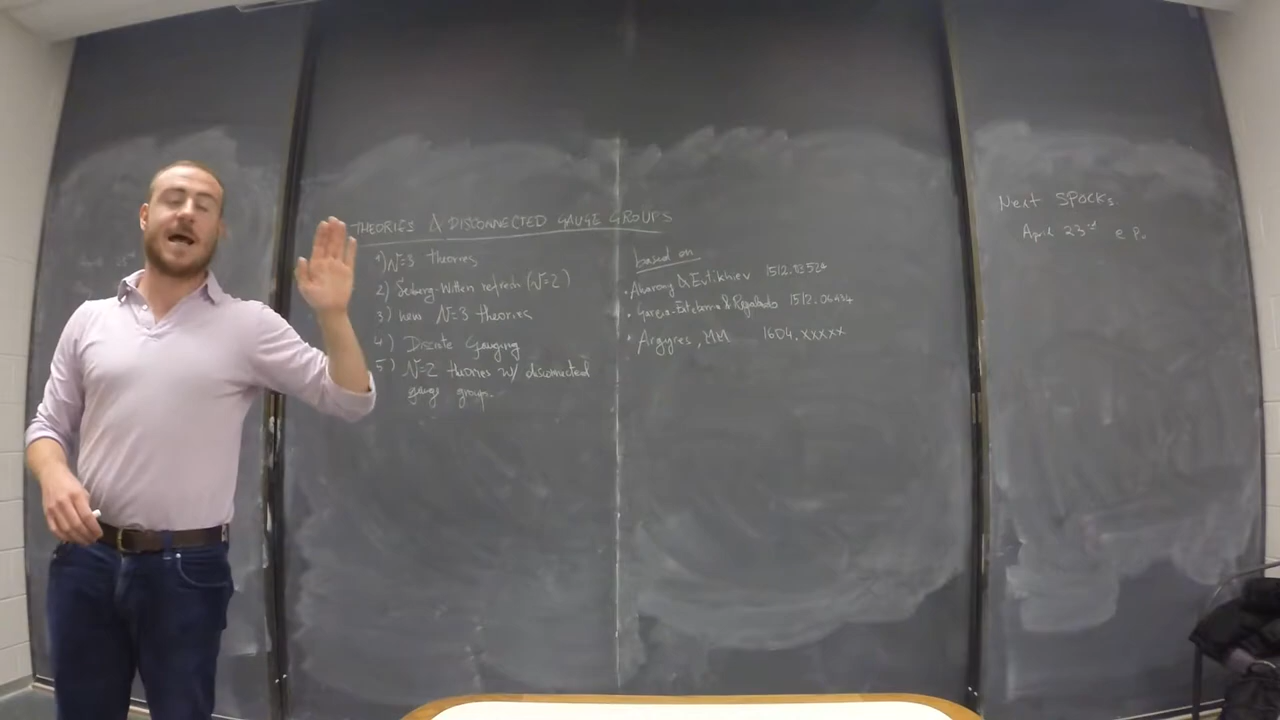 THEORIES & DISCONNECTED GAUGE GROUPS
1) N=3 theories
2) Seiberg-Witten refresh (N=2)
3) new N=3 theories
4) Discrete Gauging
5) N=2 theories w/ disconnected
gauge group.
based on
• Aharony & Evtikhiev 1512.03524
• Garcia-Etxebarria & Regalado 1512.06434
• Argyres, MM 1604.xxxxx
Next SPOCKS.
April 23rd @ P.